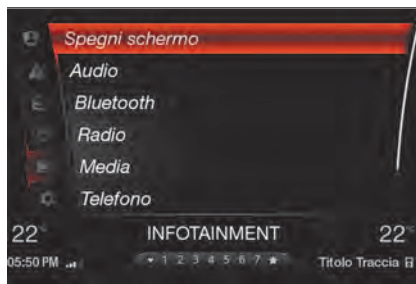 Spegni schermo
Audio
Bluetooth
Radio
Media
Telefono
22° INFOTAINMENT 22°
05:50 PM 1 2 3 4 5 6 7 Titolo Traccia